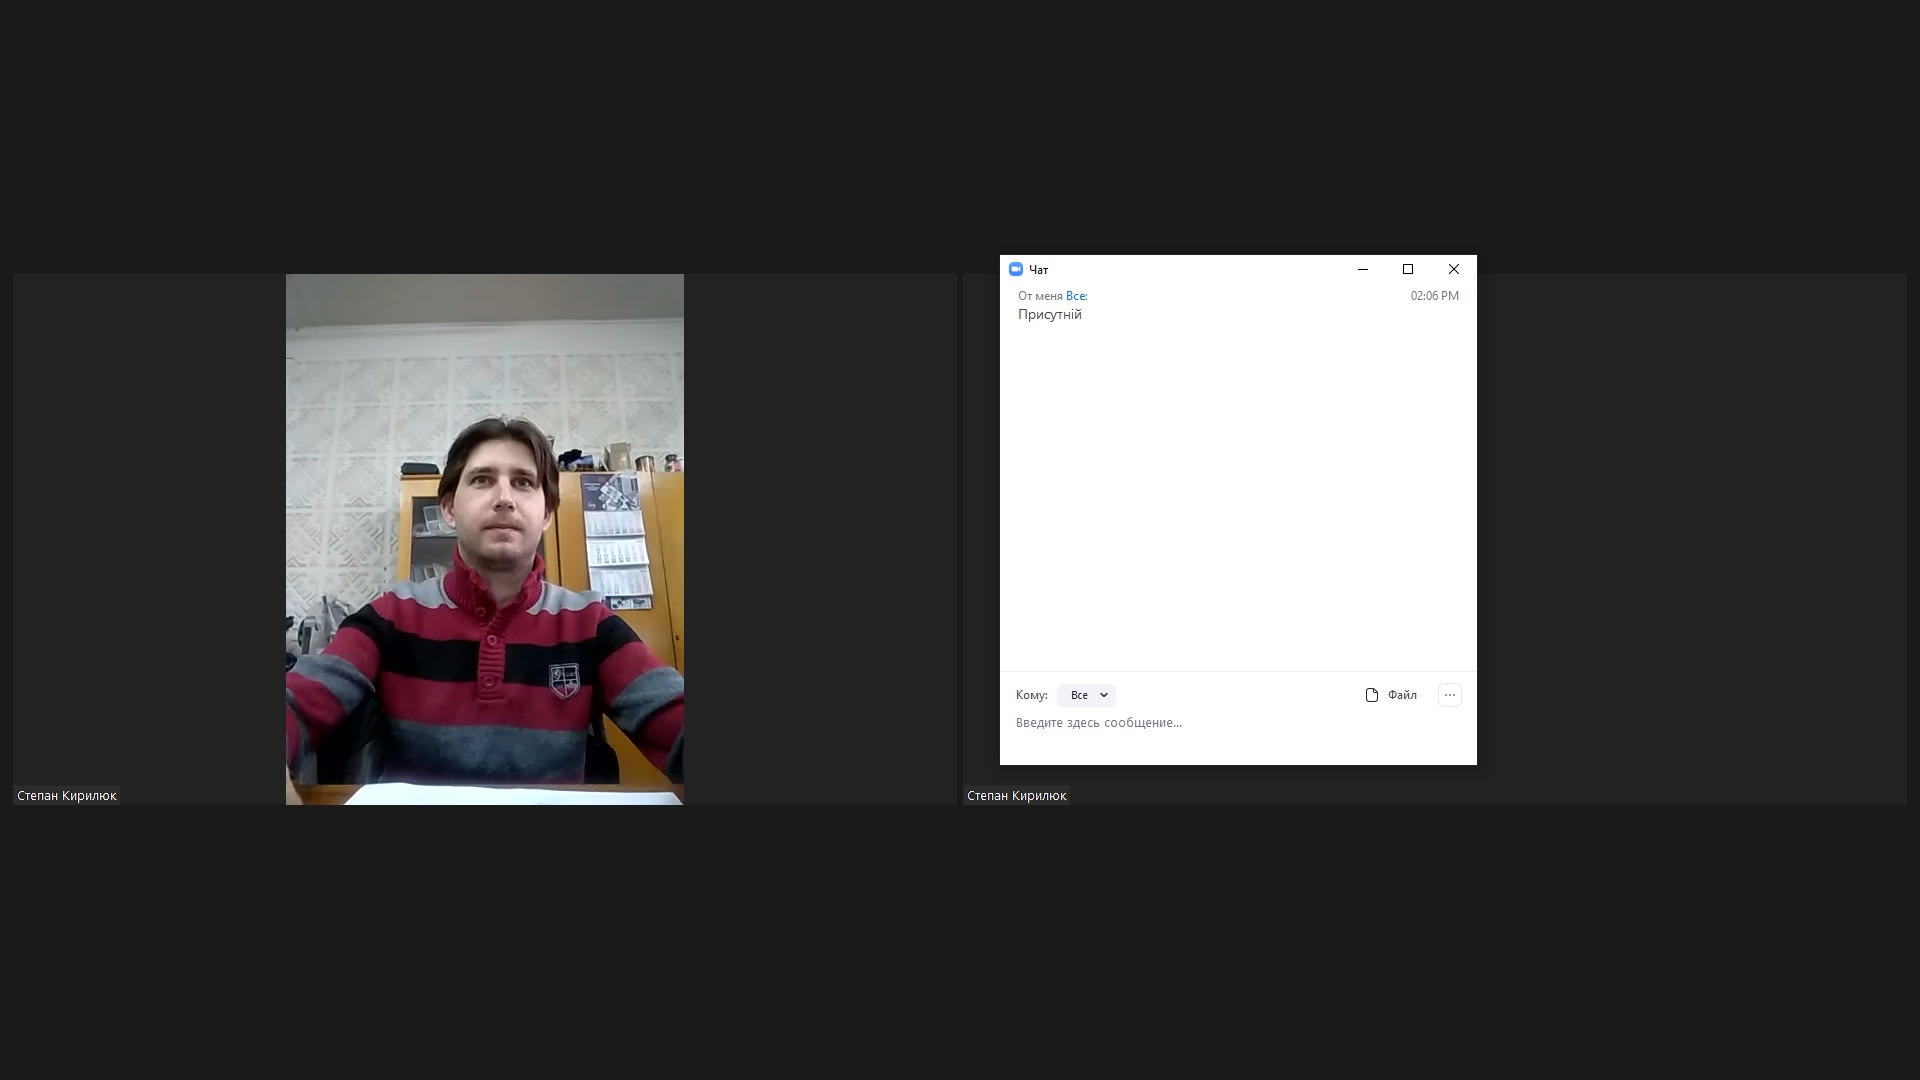 Чат
От меня Все:
02:06 PM
Присутній
Кому: Все
Файл
Введите здесь сообщение...
Степан Кирилюк
Степан Кирилюк